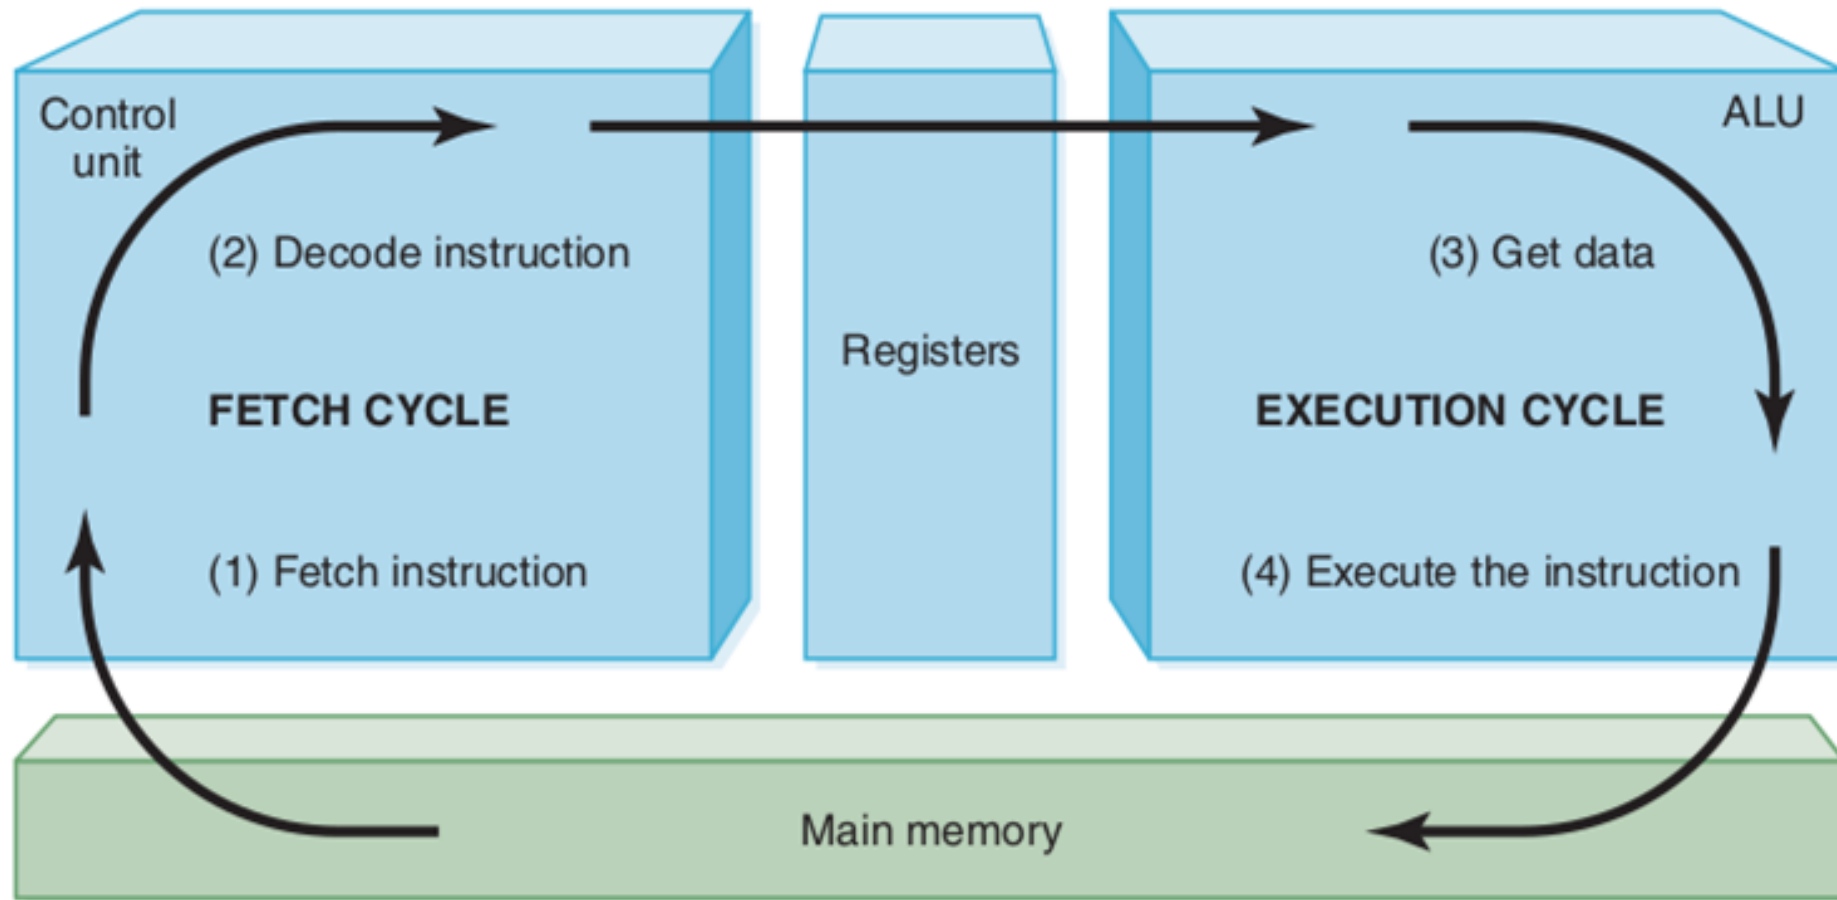 Control
unit
ALU
(2) Decode instruction
(3) Get data
Registers
FETCH CYCLE
EXECUTION CYCLE
(1) Fetch instruction
(4) Execute the instruction
Main memory